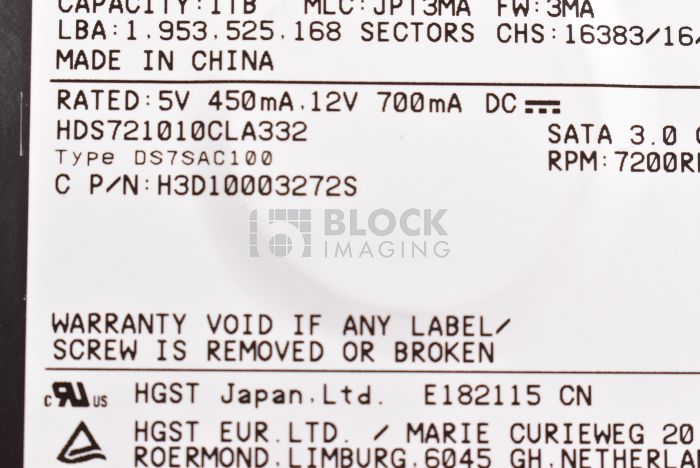 CAPACITY:1TB MLC:JPT3MA FW:3MA
LBA:1.953.525.168 SECTORS CHS:16383/16/
MADE IN CHINA
RATED:5V 450mA.12V 700mA DC
HDS721010CLA332
SATA 3.0
Type DS7SAC100
RPM:7200R
C P/N:H3D10003272S
BLOCK
IMAGING
WARRANTY VOID IF ANY LABEL/
SCREW IS REMOVED OR BROKEN
c RU us HGST Japan.Ltd. E182115 CN
HGST EUR.LTD. / MARIE CURIEWEG 20
ROERMOND.LIMBURG.6045 GH.NETHERLA